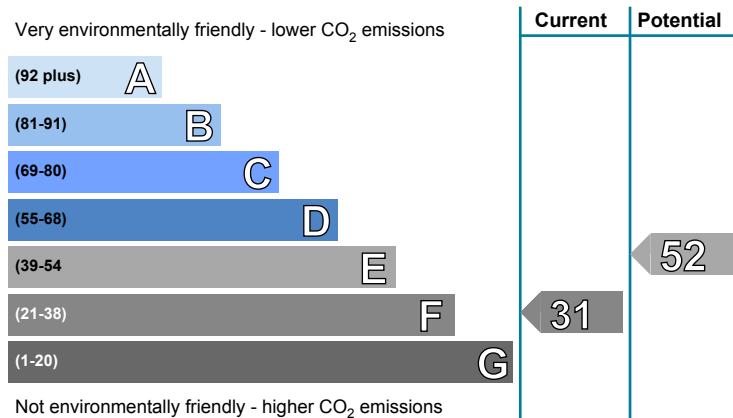 Very environmentally friendly - lower CO2 emissions
Current
Potential
(92 plus) A
(81-91) B
(69-80) C
(55-68) D
(39-54 E
52
(21-38) F
31
(1-20) G
Not environmentally friendly - higher CO2 emissions